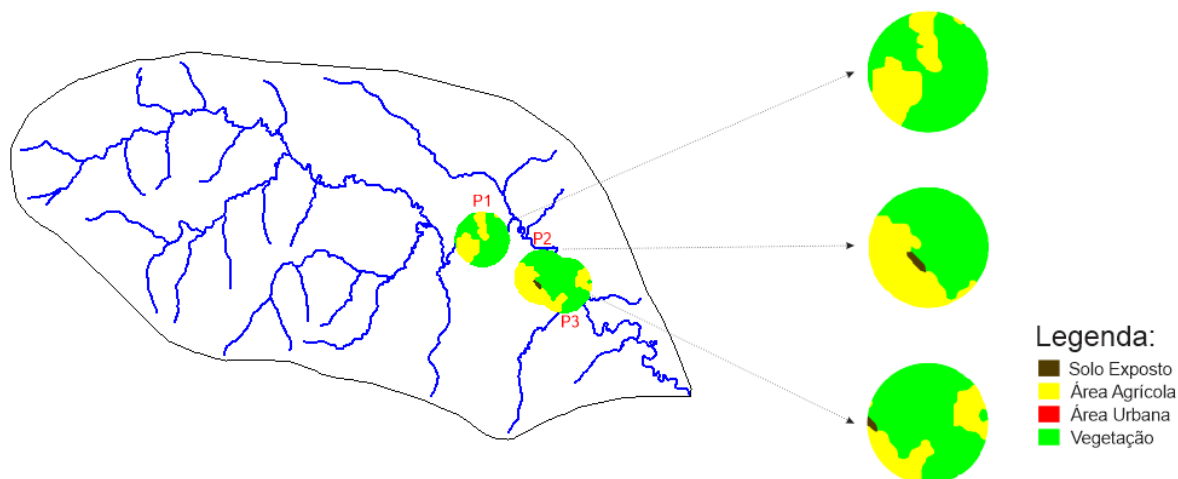 P1
P2
P3
Legenda:
Solo Exposto
Área Agrícola
Área Urbana
Vegetação